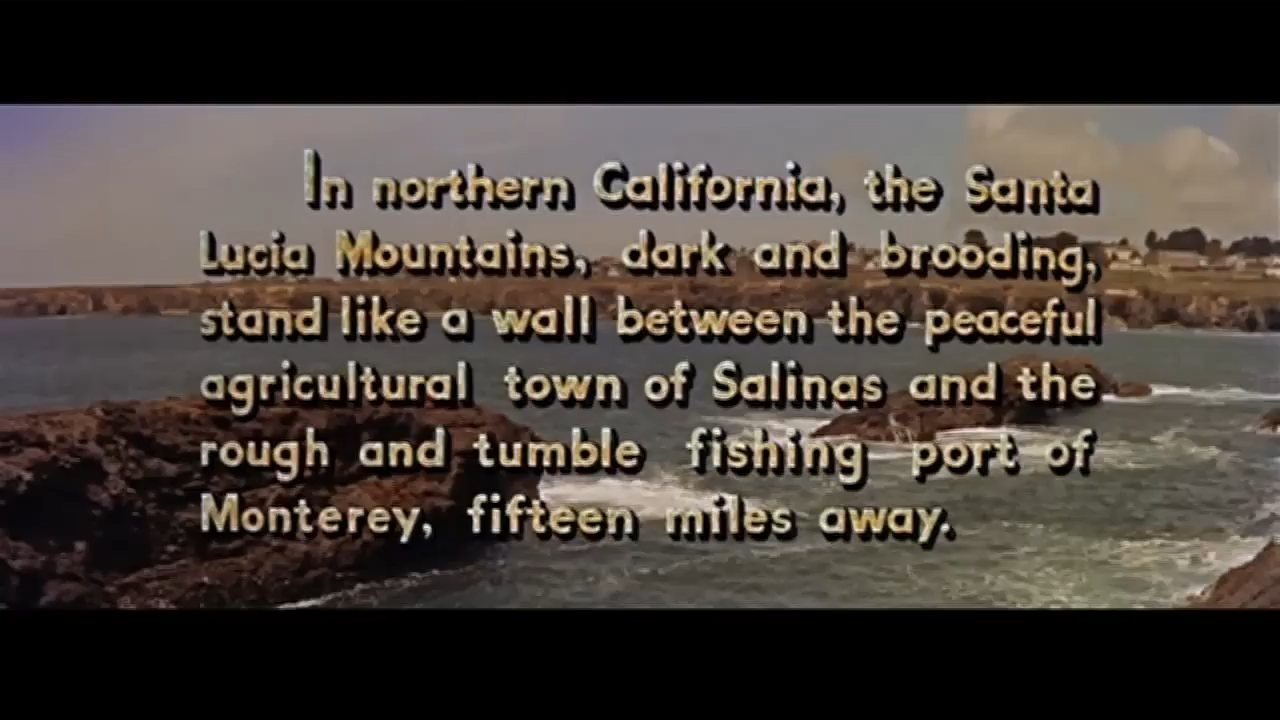 In northern California, the Santa
Lucia Mountains, dark and brooding,
stand like a wall between the peaceful
agricultural town of Salinas and the
rough and tumble fishing port of
Monterey, fifteen miles away.